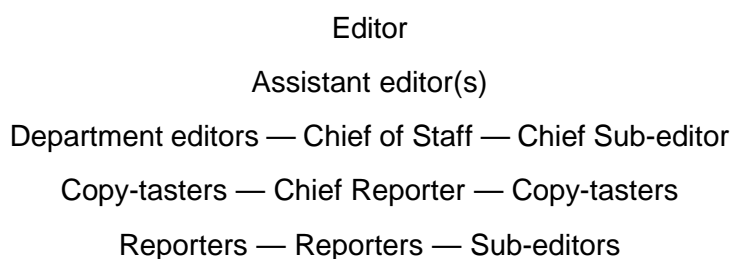 Editor
Assistant editor(s)
Department editors — Chief of Staff — Chief Sub-editor
Copy-tasters — Chief Reporter — Copy-tasters
Reporters — Reporters — Sub-editors